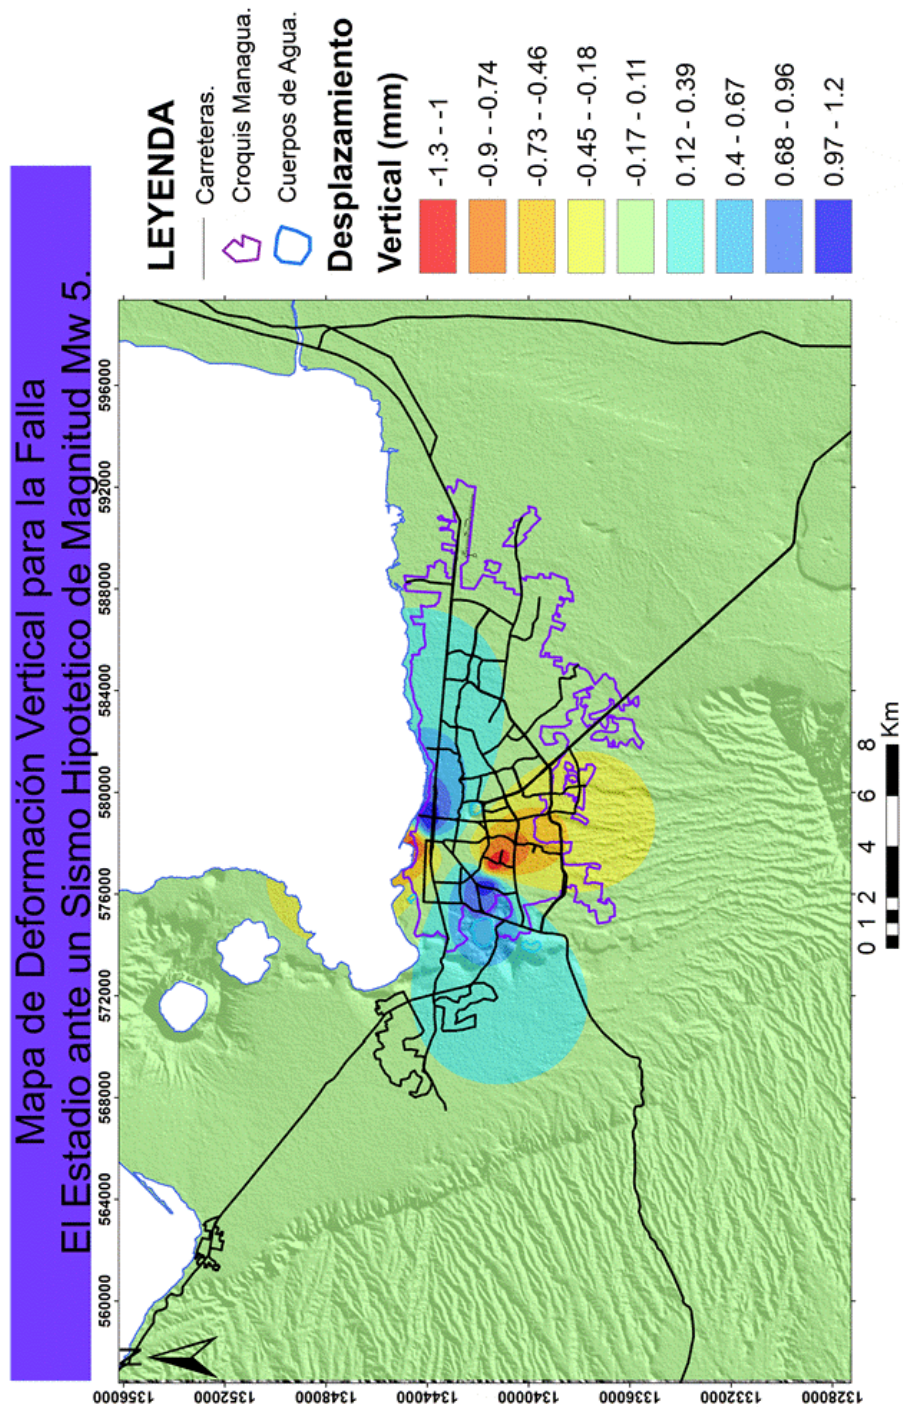 Mapa de Deformación Vertical para la Falla
El Estadio ante un Sismo Hipotetico de Magnitud Mw 5.
560000
564000
568000
572000
576000
580000
584000
588000
592000
596000
1356000
1352000
1348000
1344000
1340000
1336000
1332000
1328000
N
LEYENDA
Carreteras.
Croquis Managua.
Cuerpos de Agua.
Desplazamiento
Vertical (mm)
-1.3 - -1
-0.9 - -0.74
-0.73 - -0.46
-0.45 - -0.18
-0.17 - 0.11
0.12 - 0.39
0.4 - 0.67
0.68 - 0.96
0.97 - 1.2
0 1 2 4 6 8
Km